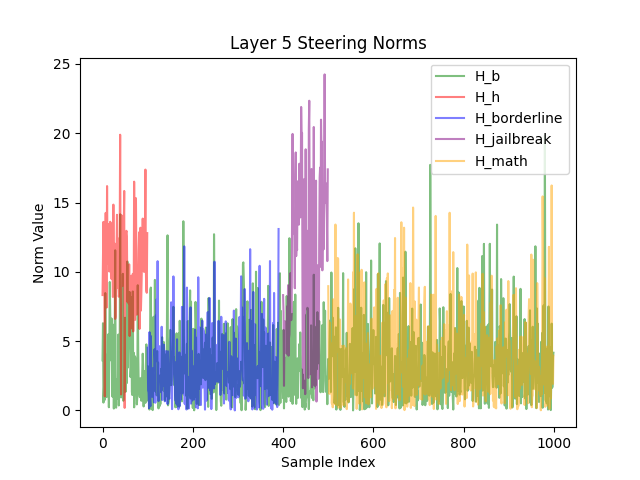 Layer 5 Steering Norms
25
20
15
10
5
0
Norm Value
H_b
H_h
H_borderline
H_jailbreak
H_math
0
200
400
600
800
1000
Sample Index